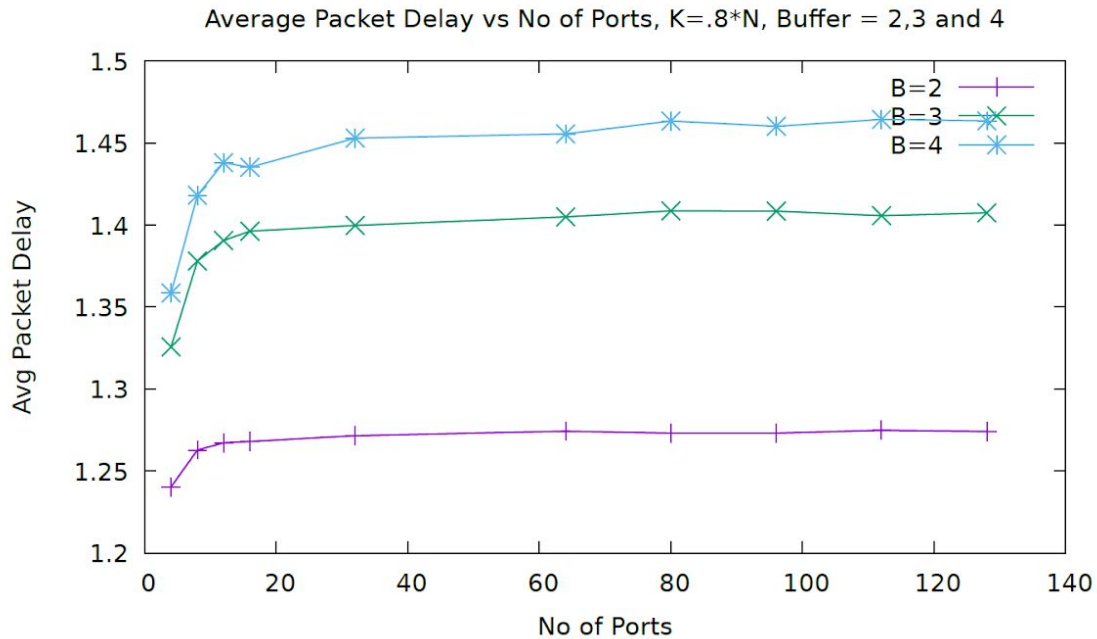 Average Packet Delay vs No of Ports, K=.8*N, Buffer = 2,3 and 4
1.5
1.45
1.4
1.35
1.3
1.25
1.2
Avg Packet Delay
B=2
B=3
B=4
0 20 40 60 80 100 120 140
No of Ports